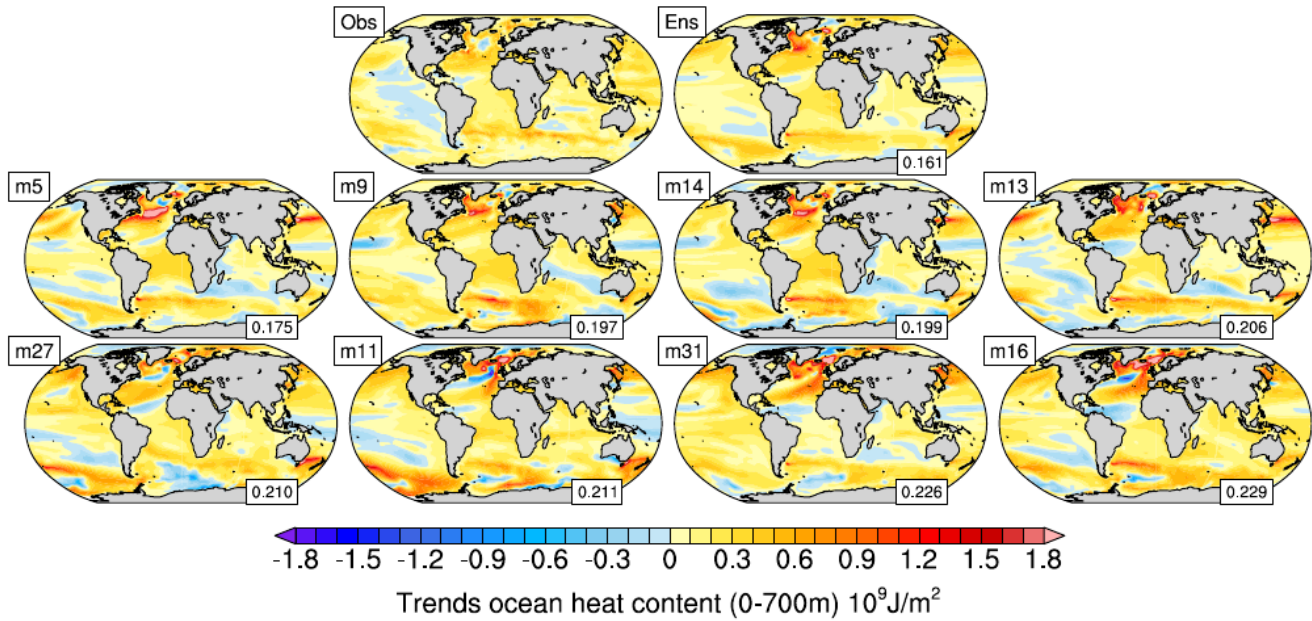 Obs
Ens
0.161
m5
m9
m14
m13
0.175
0.197
0.199
0.206
m27
m11
m31
m16
0.210
0.211
0.226
0.229
-1.8 -1.5 -1.2 -0.9 -0.6 -0.3 0 0.3 0.6 0.9 1.2 1.5 1.8
Trends ocean heat content (0-700m) 10⁹J/m²